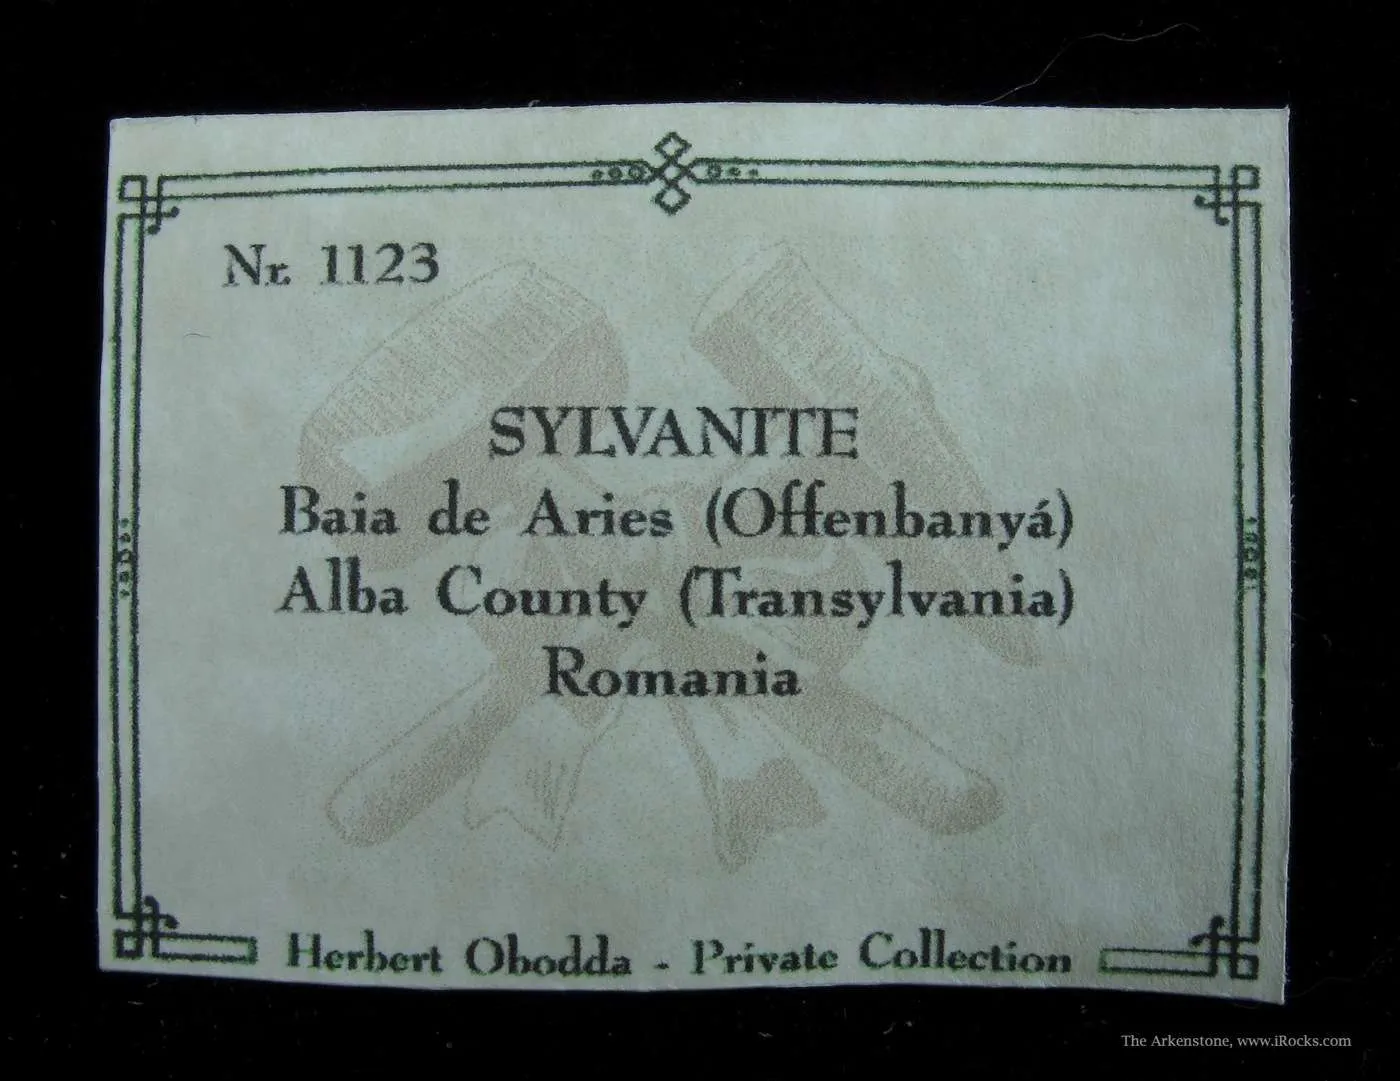 Nr. 1123
SYLVANITE
Baia de Aries (Offenbanyá)
Alba County (Transylvania)
Romania
Herbert Obodda - Private Collection
The Arkenstone, www.iRocks.com